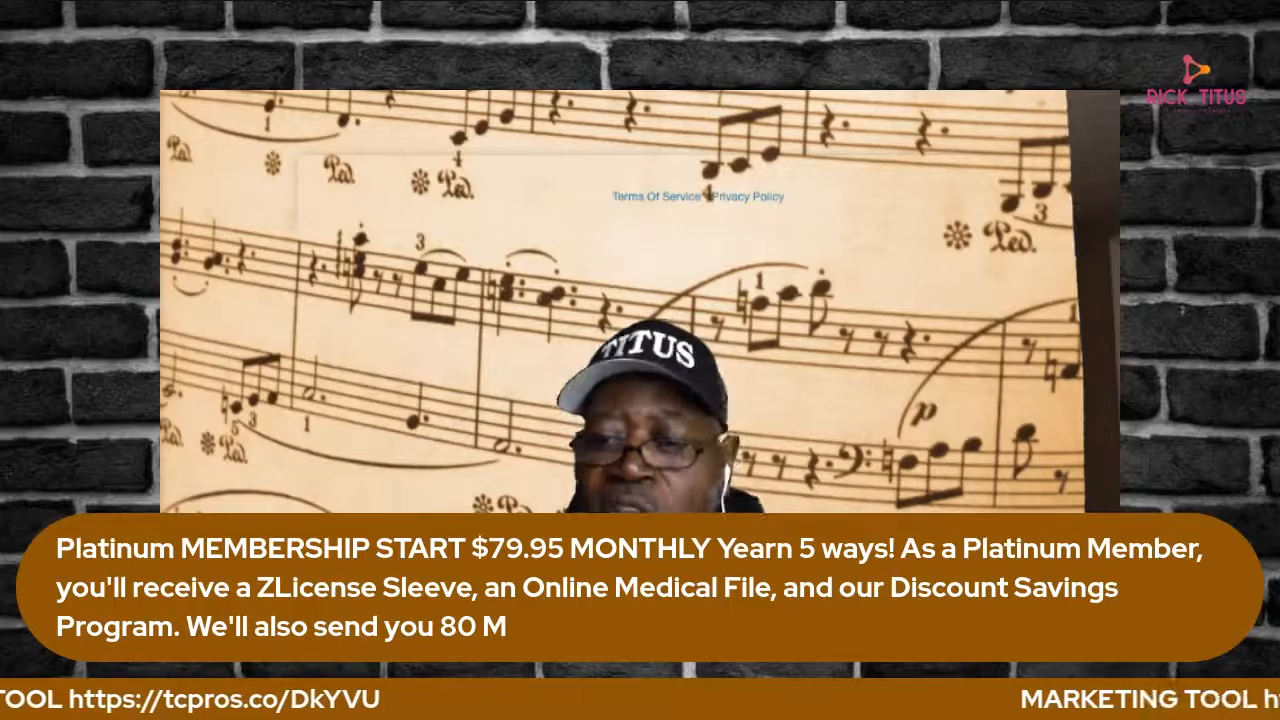 RICK TITUS
Terms Of Service Privacy Policy
TITUS
Platinum MEMBERSHIP START $79.95 MONTHLY Yearn 5 ways! As a Platinum Member,
you'll receive a ZLicense Sleeve, an Online Medical File, and our Discount Savings
Program. We'll also send you 80 M
TOOL https://tcpros.co/DkYVU
MARKETING TOOL ht